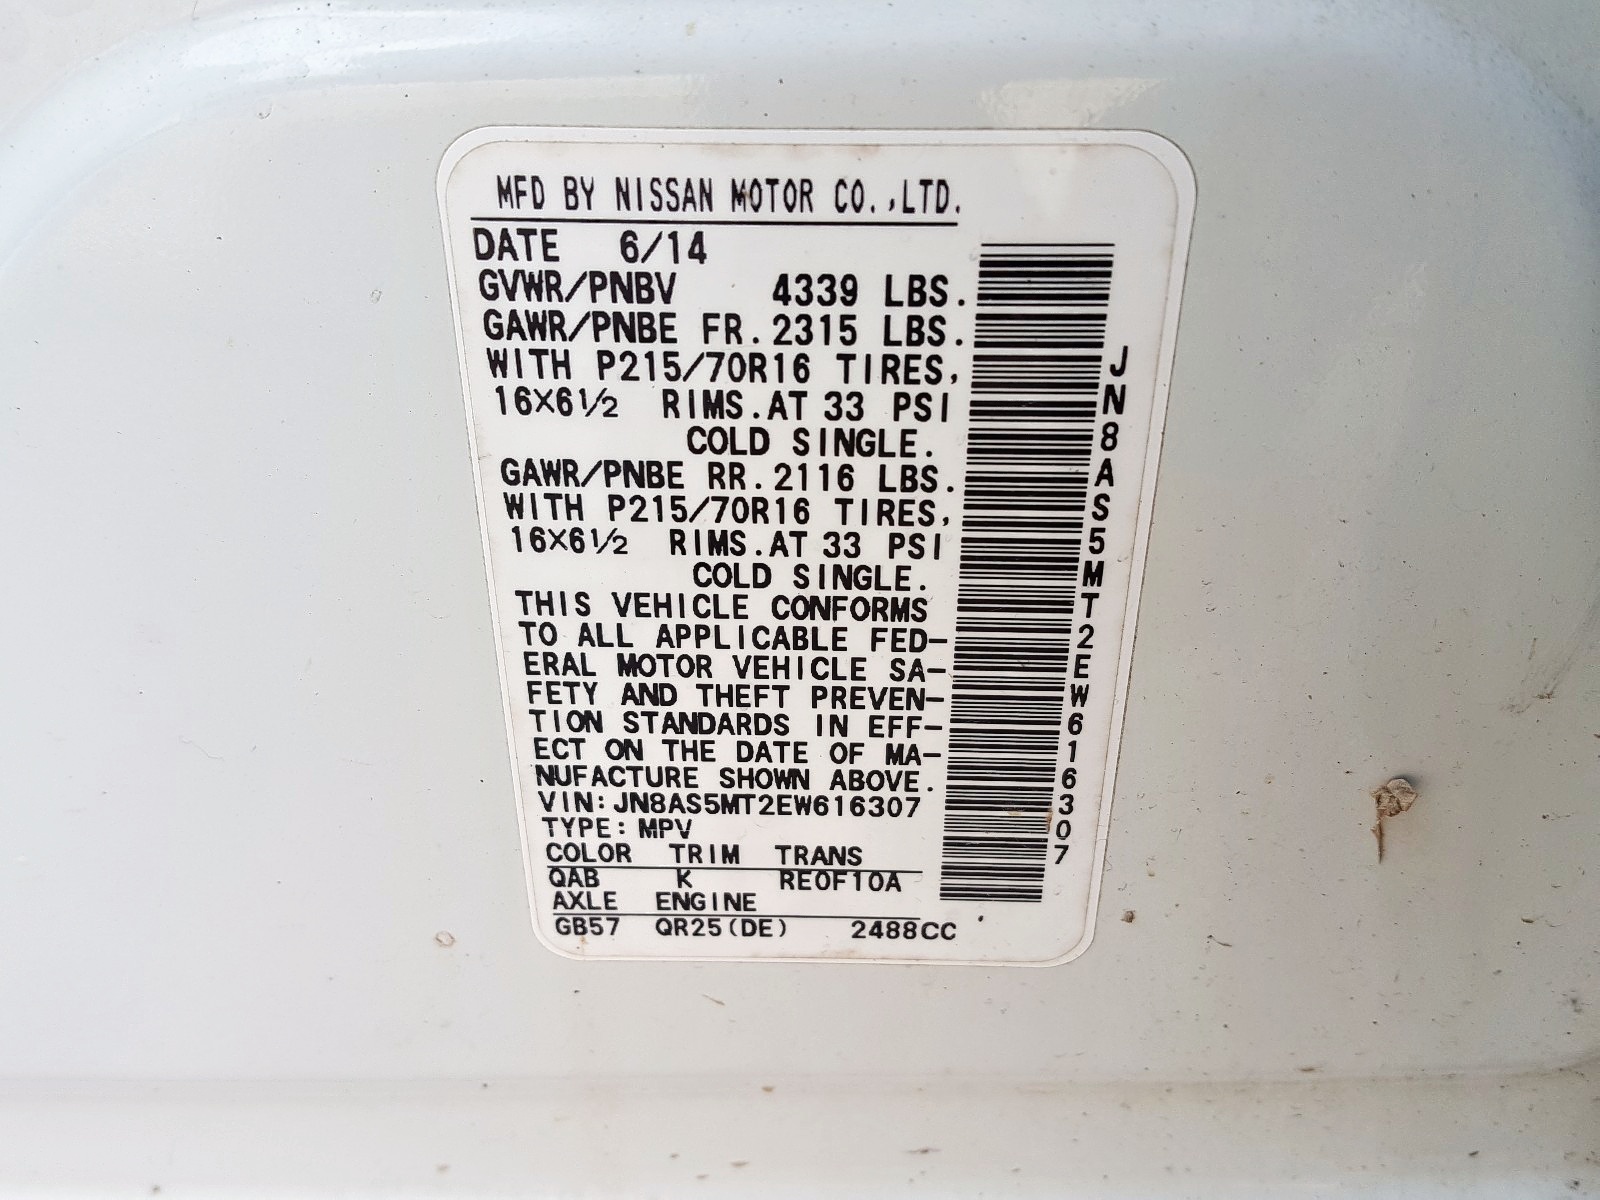 MFD BY NISSAN MOTOR CO.,LTD.
DATE 6/14
GVWR/PNBV 4339 LBS.
GAWR/PNBE FR. 2315 LBS.
WITH P215/70R16 TIRES,
16X6½ RIMS. AT 33 PSI
COLD SINGLE.
GAWR/PNBE RR. 2116 LBS.
WITH P215/70R16 TIRES,
16X6½ RIMS. AT 33 PSI
COLD SINGLE.
THIS VEHICLE CONFORMS
TO ALL APPLICABLE FED-
ERAL MOTOR VEHICLE SA-
FETY AND THEFT PREVEN-
TION STANDARDS IN EFF-
ECT ON THE DATE OF MA-
NUFACTURE SHOWN ABOVE.
VIN: JN8AS5MT2EW616307
TYPE: MPV
COLOR TRIM TRANS
QAB K RE0F10A
AXLE ENGINE
GB57 QR25(DE) 2488CC
JN8AS5MT2EW616307